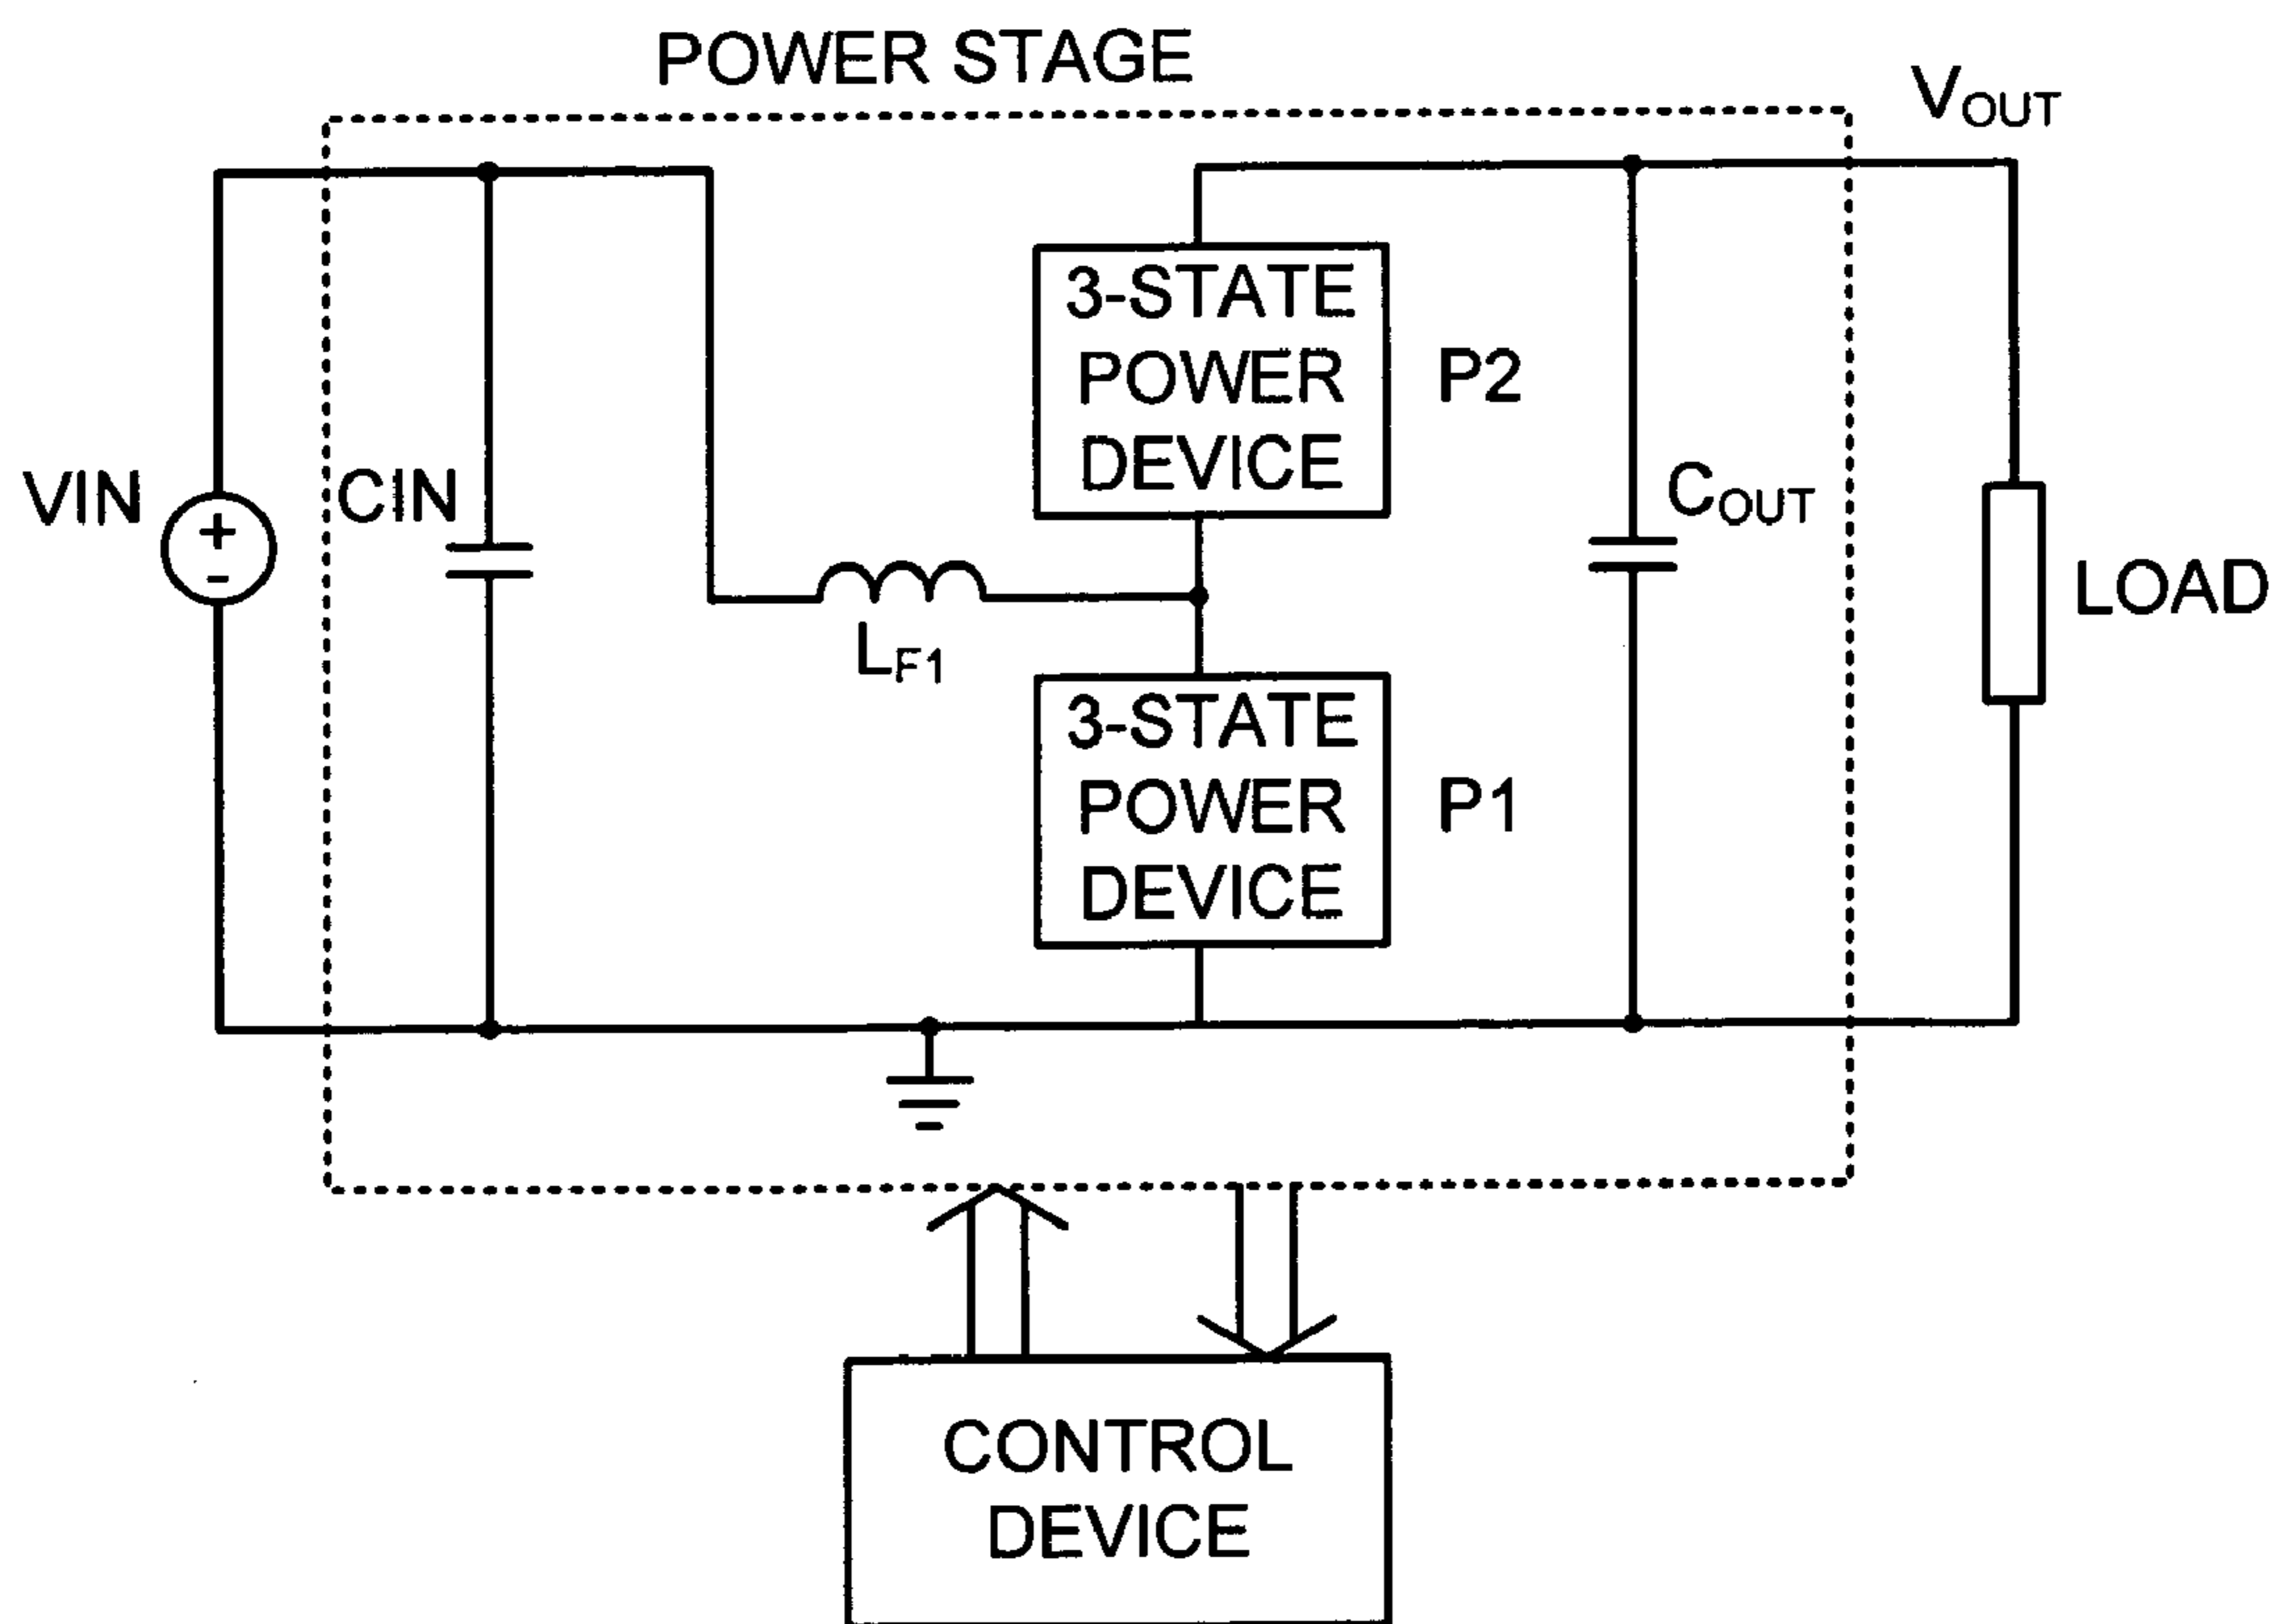 POWER STAGE
VOUT
3-STATE
POWER
DEVICE
P2
VIN
+
-
CIN
COUT
LOAD
LF1
3-STATE
POWER
DEVICE
P1
CONTROL
DEVICE